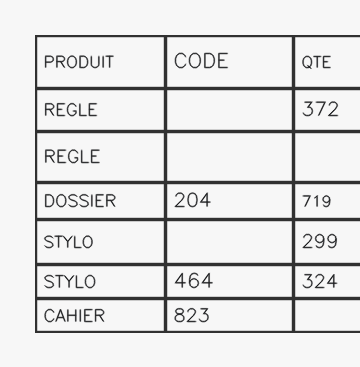 PRODUIT CODE QTE
REGLE 372
REGLE
DOSSIER 204 719
STYLO 299
STYLO 464 324
CAHIER 823